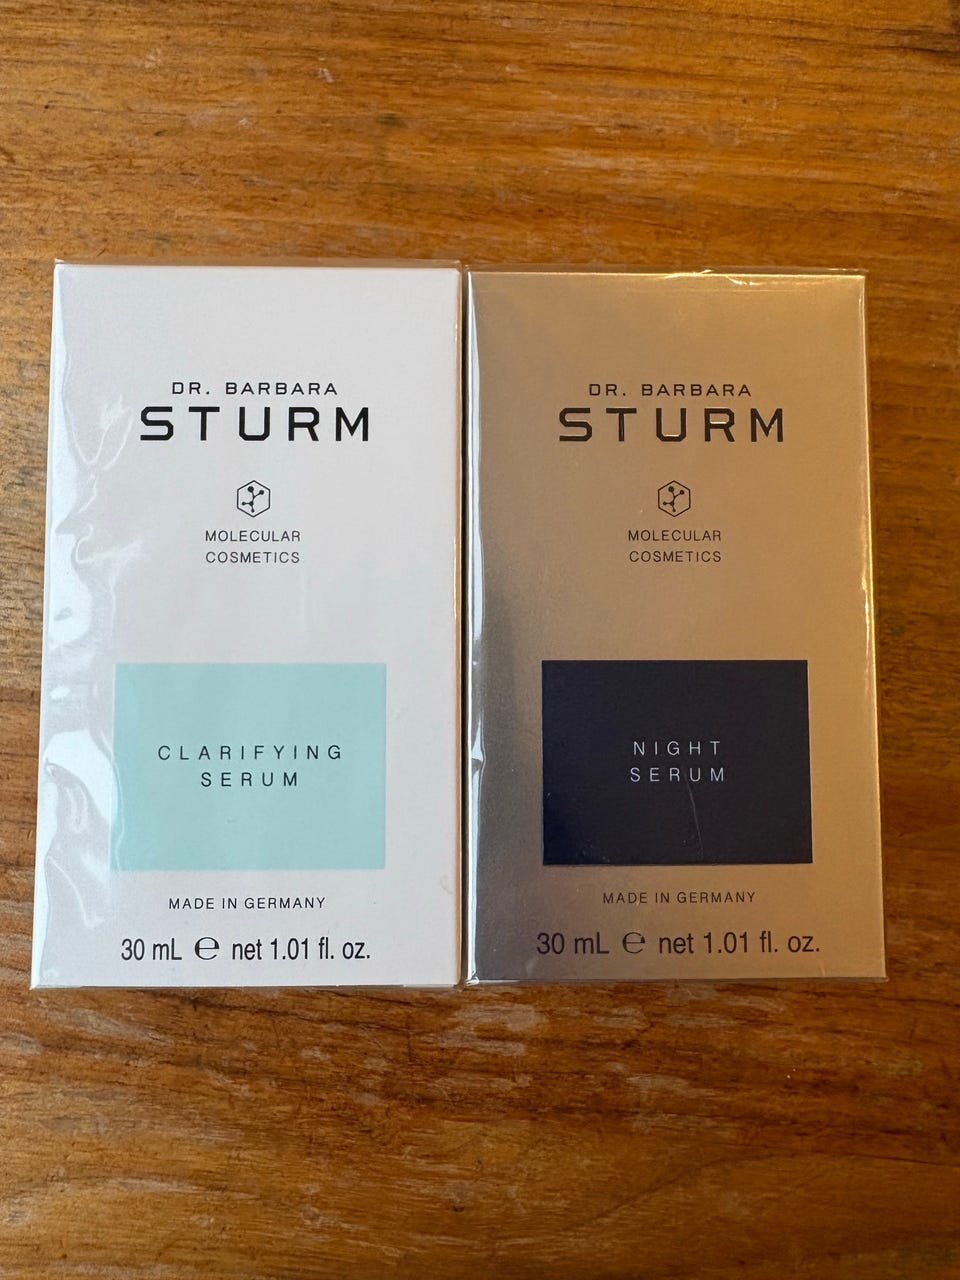 DR. BARBARA
STURM
MOLECULAR
COSMETICS
CLARIFYING
SERUM
MADE IN GERMANY
30 mL ℮ net 1.01 fl. oz.
DR. BARBARA
STURM
MOLECULAR
COSMETICS
NIGHT
SERUM
MADE IN GERMANY
30 mL ℮ net 1.01 fl. oz.